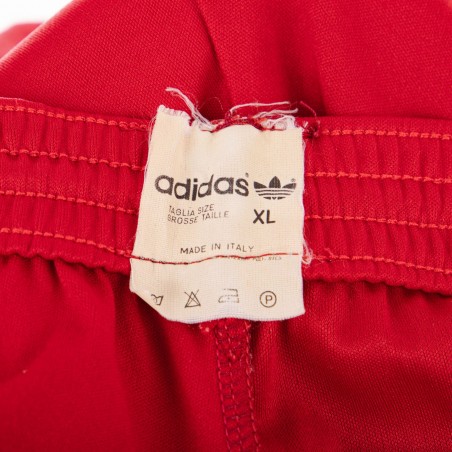 adidas
TAGLIA SIZE
GROSSE TAILLE
XL
MADE IN ITALY
P